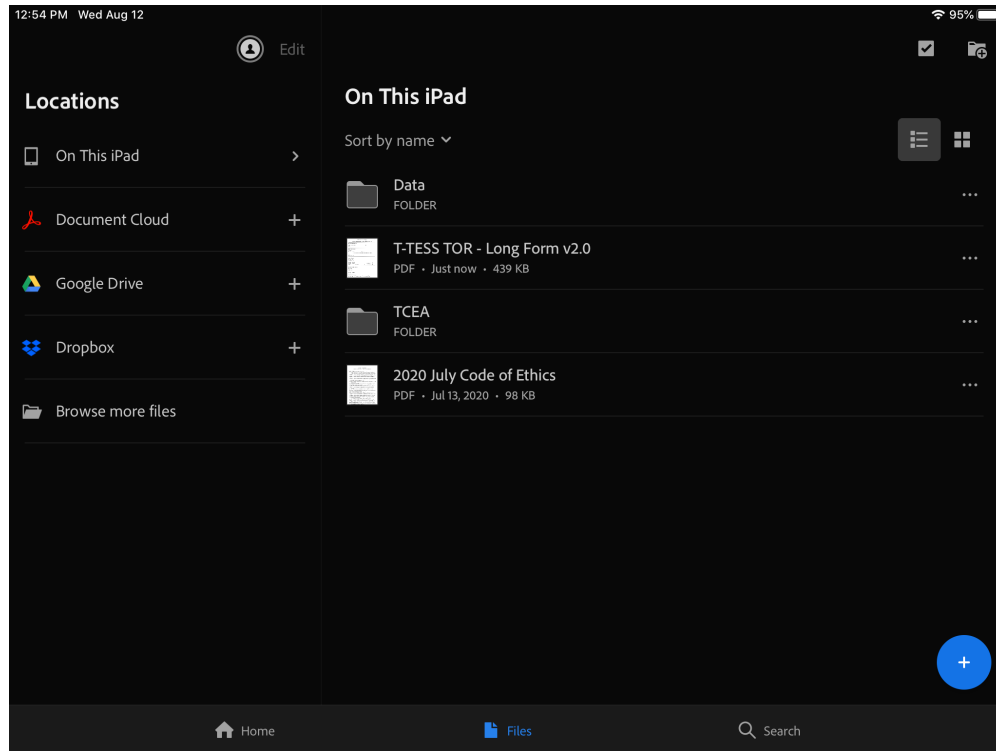 12:54 PM Wed Aug 12
95%
Edit
Locations
On This iPad
Document Cloud
Google Drive
Dropbox
Browse more files
On This iPad
Sort by name
Data
FOLDER
T-TESS TOR - Long Form v2.0
PDF • Just now • 439 KB
TCEA
FOLDER
2020 July Code of Ethics
PDF • Jul 13, 2020 • 98 KB
Home
Files
Search